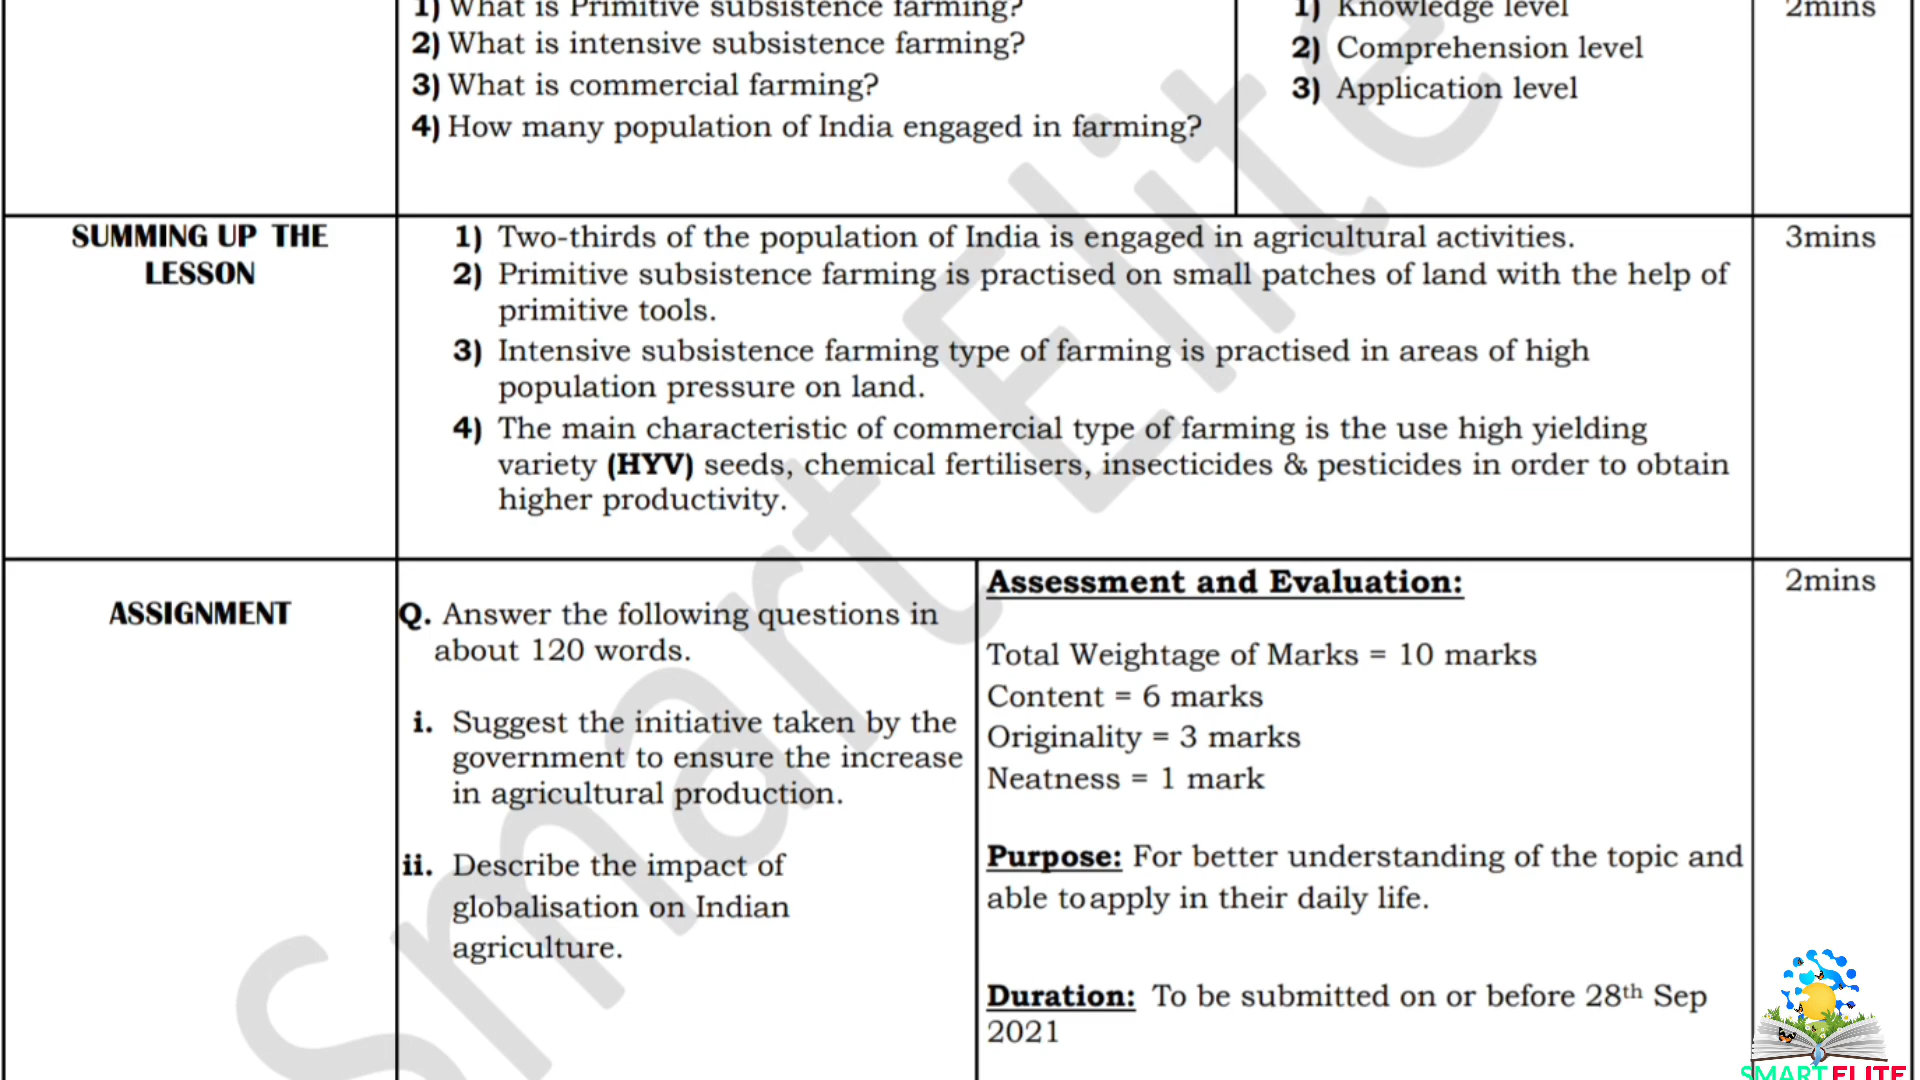 1) What is Primitive subsistence farming?
2) What is intensive subsistence farming?
3) What is commercial farming?
4) How many population of India engaged in farming?
1) Knowledge level
2) Comprehension level
3) Application level
2mins
SUMMING UP THE
LESSON
1) Two-thirds of the population of India is engaged in agricultural activities.
2) Primitive subsistence farming is practised on small patches of land with the help of
primitive tools.
3) Intensive subsistence farming type of farming is practised in areas of high
population pressure on land.
4) The main characteristic of commercial type of farming is the use high yielding
variety (HYV) seeds, chemical fertilisers, insecticides & pesticides in order to obtain
higher productivity.
3mins
ASSIGNMENT
Q. Answer the following questions in
about 120 words.
i. Suggest the initiative taken by the
government to ensure the increase
in agricultural production.
ii. Describe the impact of
globalisation on Indian
agriculture.
Assessment and Evaluation:
Total Weightage of Marks = 10 marks
Content = 6 marks
Originality = 3 marks
Neatness = 1 mark
Purpose: For better understanding of the topic and
able to apply in their daily life.
Duration: To be submitted on or before 28th Sep
2021
2mins
Smart Elite
SMART ELITE